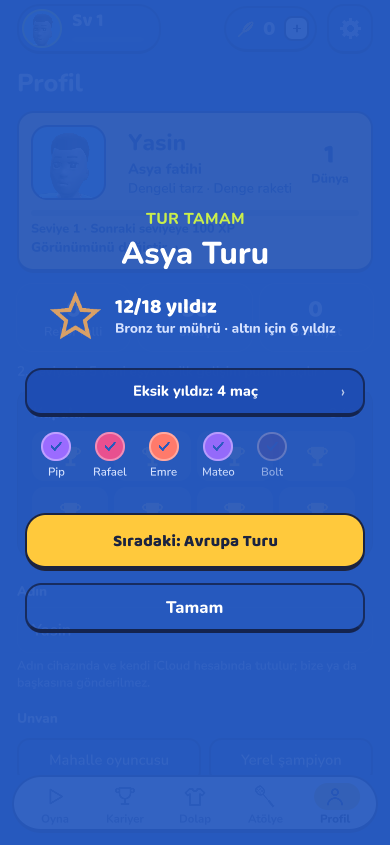 Sv 1
0
Profil
Yasin
Asya fatihi
Dengeli tarz · Denge raketi
1
Dünya
TUR TAMAM
Seviye 1 · Sonraki seviyeye 100 XP
Asya Turu
Görünümünü
12/18 yıldız
0
Bronz tur mührü · altın için 6 yıldız
Eksik yıldız: 4 maç
Pip
Rafael
Emre
Mateo
Bolt
Sıradaki: Avrupa Turu
Adın
Tamam
Yasin
Adın cihazında ve kendi iCloud hesabında tutulur; bize ya da
başkasına gönderilmez.
Unvan
Mahalle oyuncusu
Yerel şampiyon
Oyna
Kariyer
Dolap
Atölye
Profil